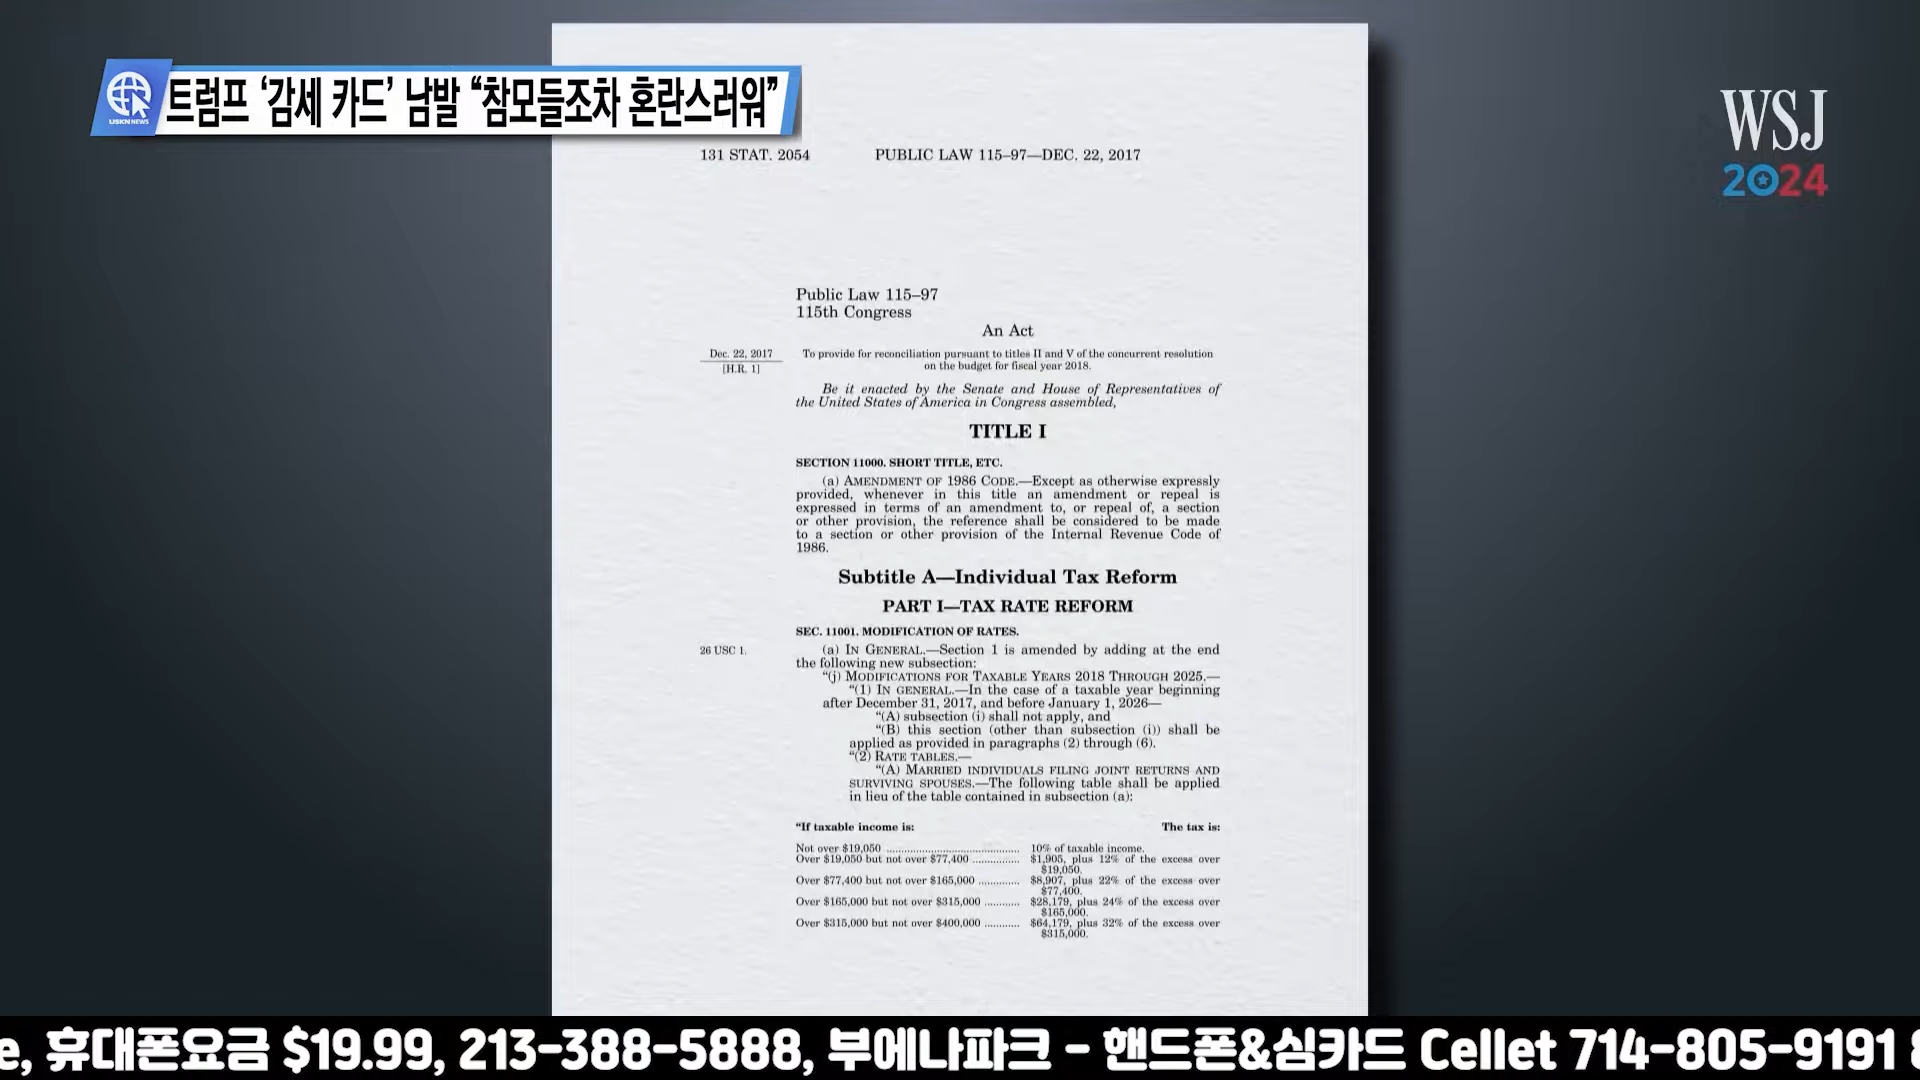 트럼프 ‘감세 카드’ 남발 “참모들조차 혼란스러워”
USKN NEWS
WSJ
2024
131 STAT. 2054 PUBLIC LAW 115–97—DEC. 22, 2017
Public Law 115–97
115th Congress
An Act
Dec. 22, 2017
[H.R. 1]
To provide for reconciliation pursuant to titles II and V of the concurrent resolution
on the budget for fiscal year 2018.
Be it enacted by the Senate and House of Representatives of
the United States of America in Congress assembled,
TITLE I
SECTION 11000. SHORT TITLE, ETC.
(a) AMENDMENT OF 1986 CODE.—Except as otherwise expressly
provided, whenever in this title an amendment or repeal is
expressed in terms of an amendment to, or repeal of, a section
or other provision, the reference shall be considered to be made
to a section or other provision of the Internal Revenue Code of
1986.
Subtitle A—Individual Tax Reform
PART I—TAX RATE REFORM
SEC. 11001. MODIFICATION OF RATES.
26 USC 1.
(a) IN GENERAL.—Section 1 is amended by adding at the end
the following new subsection:
“(j) MODIFICATIONS FOR TAXABLE YEARS 2018 THROUGH 2025.—
“(1) IN GENERAL.—In the case of a taxable year beginning
after December 31, 2017, and before January 1, 2026—
“(A) subsection (i) shall not apply, and
“(B) this section (other than subsection (i)) shall be
applied as provided in paragraphs (2) through (6).
“(2) RATE TABLES.—
“(A) MARRIED INDIVIDUALS FILING JOINT RETURNS AND
SURVIVING SPOUSES.—The following table shall be applied
in lieu of the table contained in subsection (a):
“If taxable income is: The tax is:
Not over $19,050 ............................................. 10% of taxable income.
Over $19,050 but not over $77,400 ................ $1,905, plus 12% of the excess over
$19,050.
Over $77,400 but not over $165,000 .............. $8,907, plus 22% of the excess over
$77,400.
Over $165,000 but not over $315,000 ............ $28,179, plus 24% of the excess over
$165,000.
Over $315,000 but not over $400,000 ............ $64,179, plus 32% of the excess over
$315,000.
e, 휴대폰요금 $19.99, 213-388-5888, 부에나파크 - 핸드폰&심카드 Cellet 714-805-9191 8